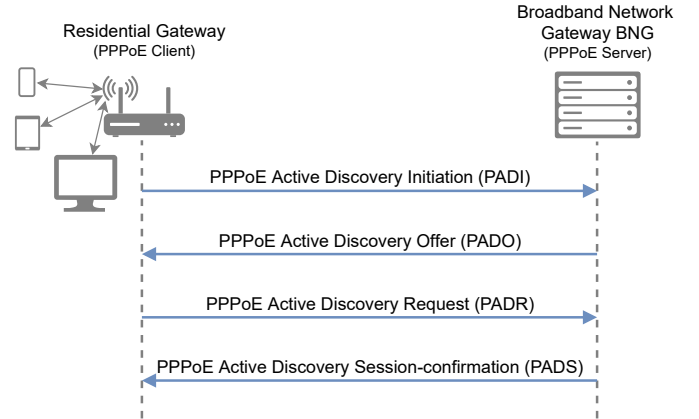 Residential Gateway
(PPPoE Client)
Broadband Network
Gateway BNG
(PPPoE Server)
PPPoE Active Discovery Initiation (PADI)
PPPoE Active Discovery Offer (PADO)
PPPoE Active Discovery Request (PADR)
PPPoE Active Discovery Session-confirmation (PADS)